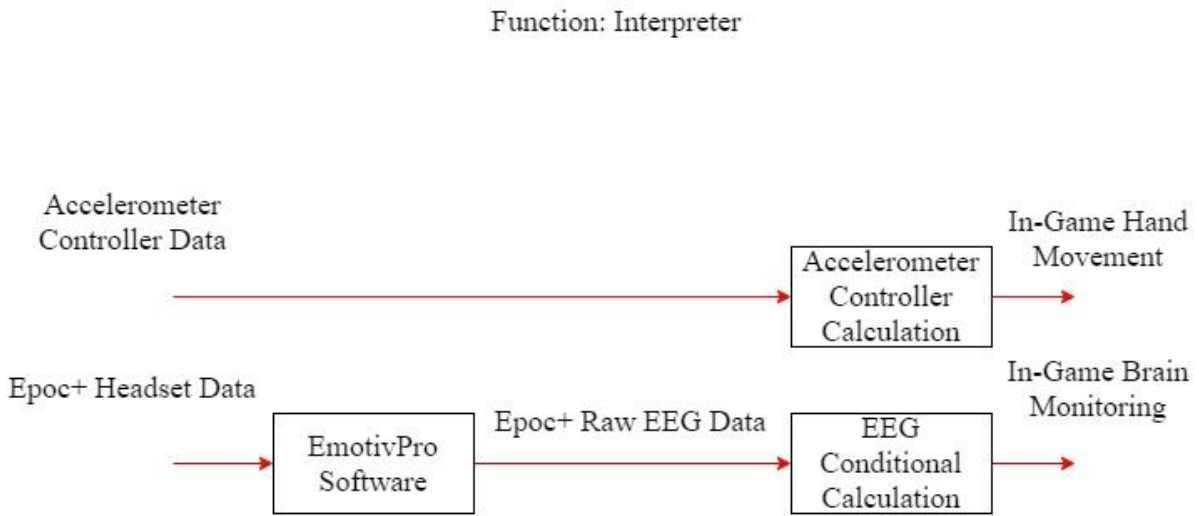 Function: Interpreter
Accelerometer
Controller Data
Accelerometer
Controller
Calculation
In-Game Hand
Movement
Epoc+ Headset Data
EmotivPro
Software
Epoc+ Raw EEG Data
EEG
Conditional
Calculation
In-Game Brain
Monitoring